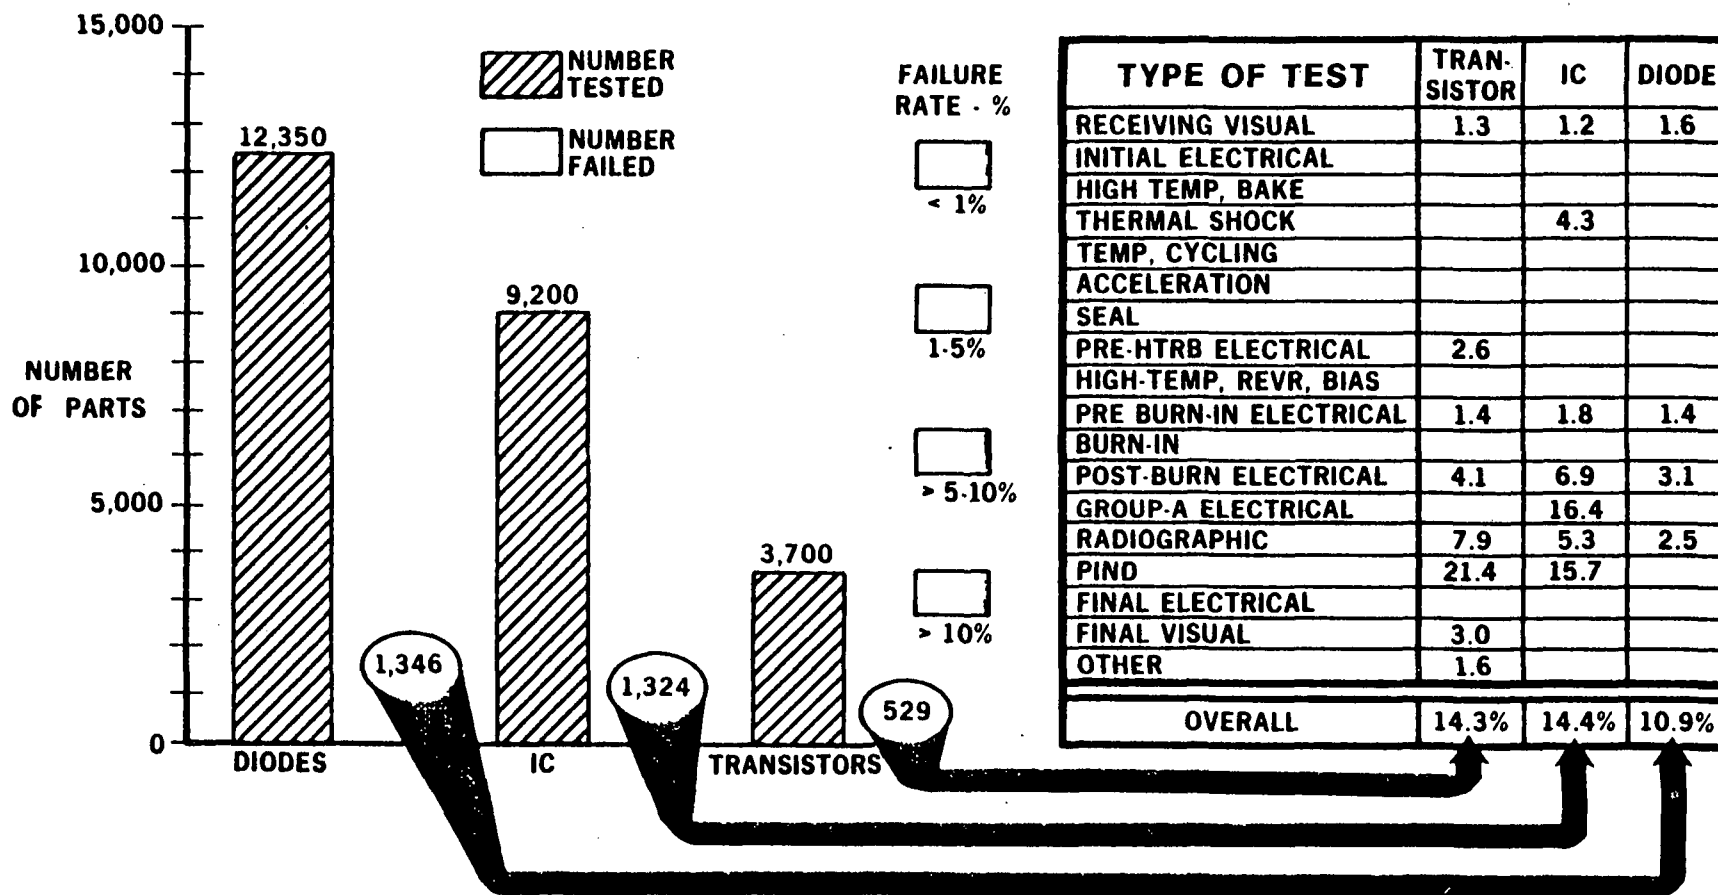 15,000
10,000
5,000
0
NUMBER
OF PARTS
12,350
9,200
3,700
1,346
1,324
529
DIODES
IC
TRANSISTORS
NUMBER
TESTED
NUMBER
FAILED
FAILURE
RATE - %
< 1%
1-5%
> 5-10%
> 10%
TYPE OF TEST TRAN-SISTOR IC DIODE
RECEIVING VISUAL 1.3 1.2 1.6
INITIAL ELECTRICAL
HIGH TEMP, BAKE
THERMAL SHOCK 4.3
TEMP, CYCLING
ACCELERATION
SEAL
PRE-HTRB ELECTRICAL 2.6
HIGH-TEMP, REVR, BIAS
PRE BURN-IN ELECTRICAL 1.4 1.8 1.4
BURN-IN
POST-BURN ELECTRICAL 4.1 6.9 3.1
GROUP-A ELECTRICAL 16.4
RADIOGRAPHIC 7.9 5.3 2.5
PIND 21.4 15.7
FINAL ELECTRICAL
FINAL VISUAL 3.0
OTHER 1.6
OVERALL 14.3% 14.4% 10.9%